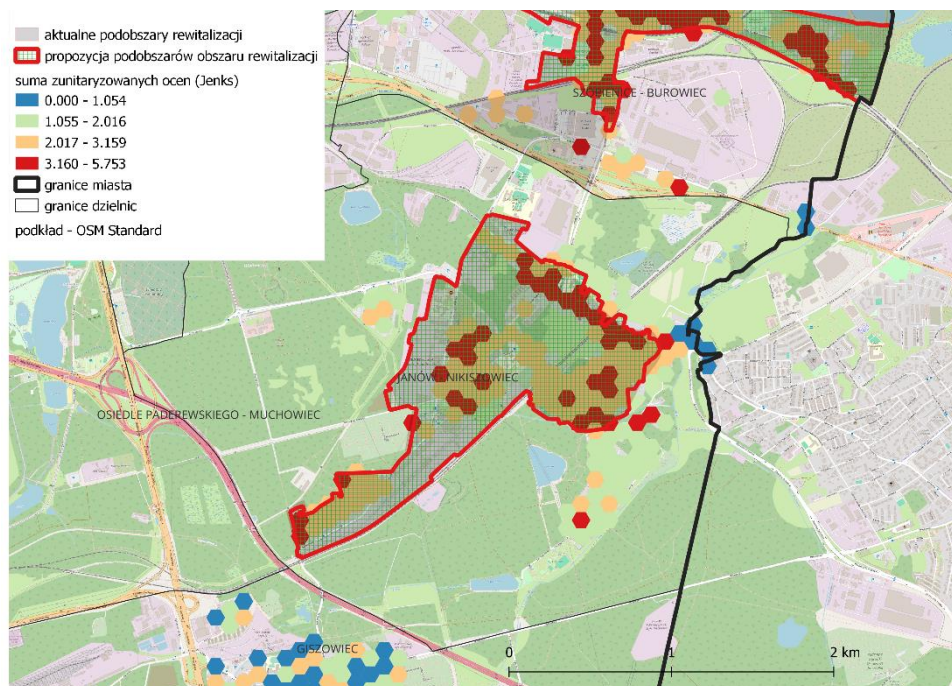 aktualne podobszary rewitalizacji
propozycja podobszarów obszaru rewitalizacji
suma zunitaryzowanych ocen (Jenks)
0.000 - 1.054
1.055 - 2.016
2.017 - 3.159
3.160 - 5.753
granice miasta
granice dzielnic
podkład - OSM Standard
SZOPIENICE - BUROWIEC
JANÓW - NIKISZOWIEC
OSIEDLE PADEREWSKIEGO - MUCHOWIEC
GISZOWIEC
0 1 2 km